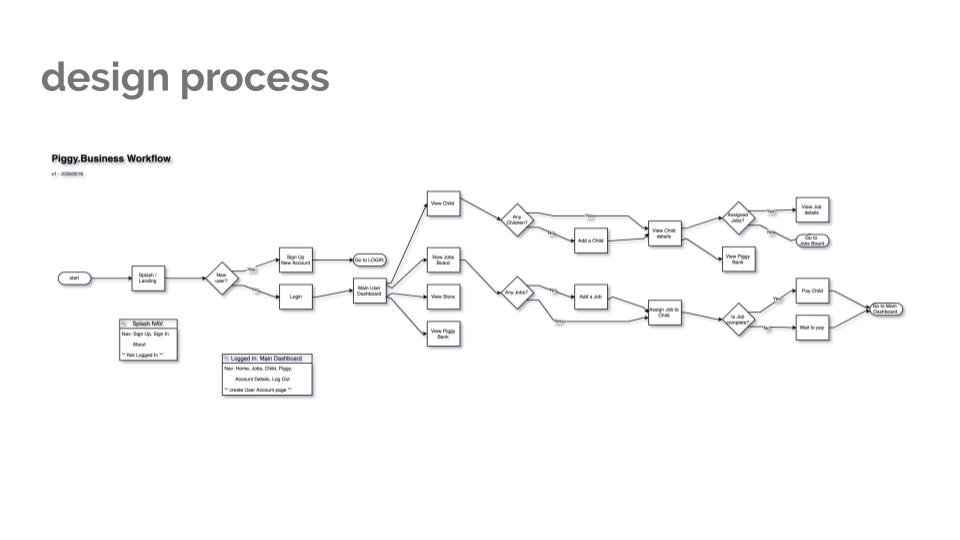 design process
Piggy.Business Workflow
v1 - 2/23/2019
start
Splash /
Landing
New
user?
Yes
No
Sign Up
New Account
Go to LOGIN
Login
Main User
Dashboard
View Child
View Jobs
Board
View Store
View Piggy
Bank
Any
Children?
Yes
No
Add a Child
View Child
details
Assigned
Jobs?
Yes
No
View Job
details
Go to
Jobs Board
View Piggy
Bank
Any Jobs?
No
Yes
Add a Job
Assign Job to
Child
Is Job
complete?
Yes
No
Pay Child
Wait to pay
Go to Main
Dashboard
Splash NAV
Nav: Sign Up, Sign In
About
** Not Logged In **
Logged In: Main Dashboard
Nav: Home, Jobs, Child, Piggy,
Account Details, Log Out
** create User Account page **